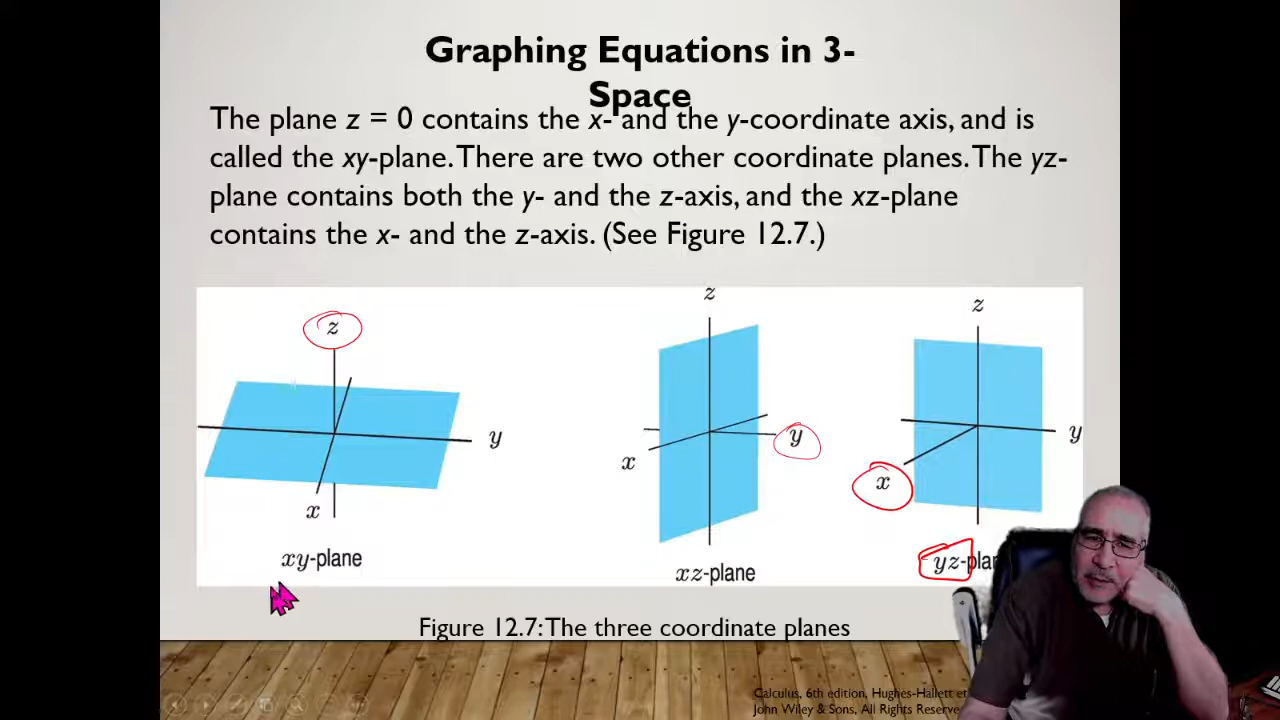 Graphing Equations in 3-
Space
The plane z = 0 contains the x- and the y-coordinate axis, and is
called the xy-plane. There are two other coordinate planes. The yz-
plane contains both the y- and the z-axis, and the xz-plane
contains the x- and the z-axis. (See Figure 12.7.)
z
y
x
xy-plane
z
y
x
xz-plane
z
y
x
yz-plan
Figure 12.7: The three coordinate planes
Calculus, 6th edition, Hughes-Hallett et
John Wiley & Sons, All Rights Reserve